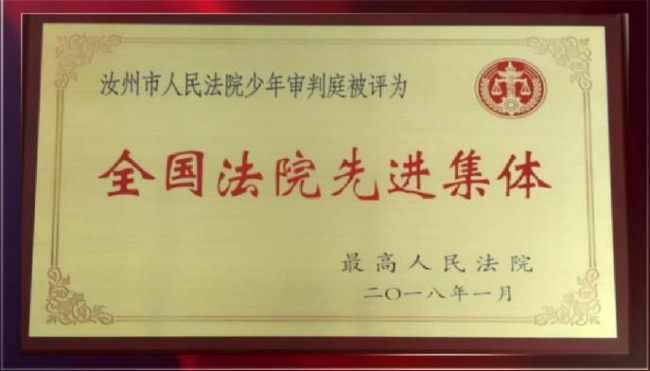 汝州市人民法院少年审判庭被评为
全国法院先进集体
最高人民法院
二〇一八年一月